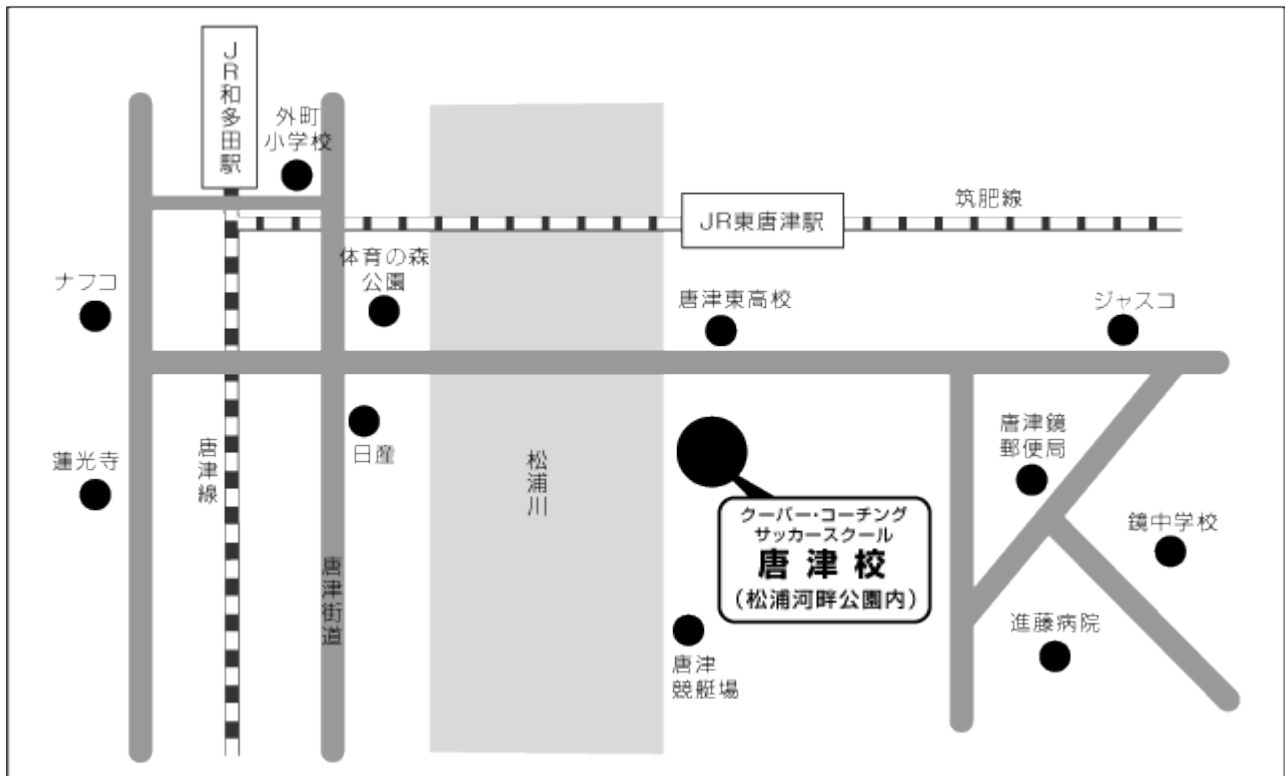 JR和多田駅
外町
小学校
筑肥線
JR東唐津駅
体育の森
公園
ナフコ
唐津東高校
ジャスコ
唐津鏡
郵便局
日産
蓮光寺
唐津線
松浦川
クーバー・コーチング
サッカースクール
唐津校
(松浦河畔公園内)
鏡中学校
唐津街道
進藤病院
唐津
競艇場